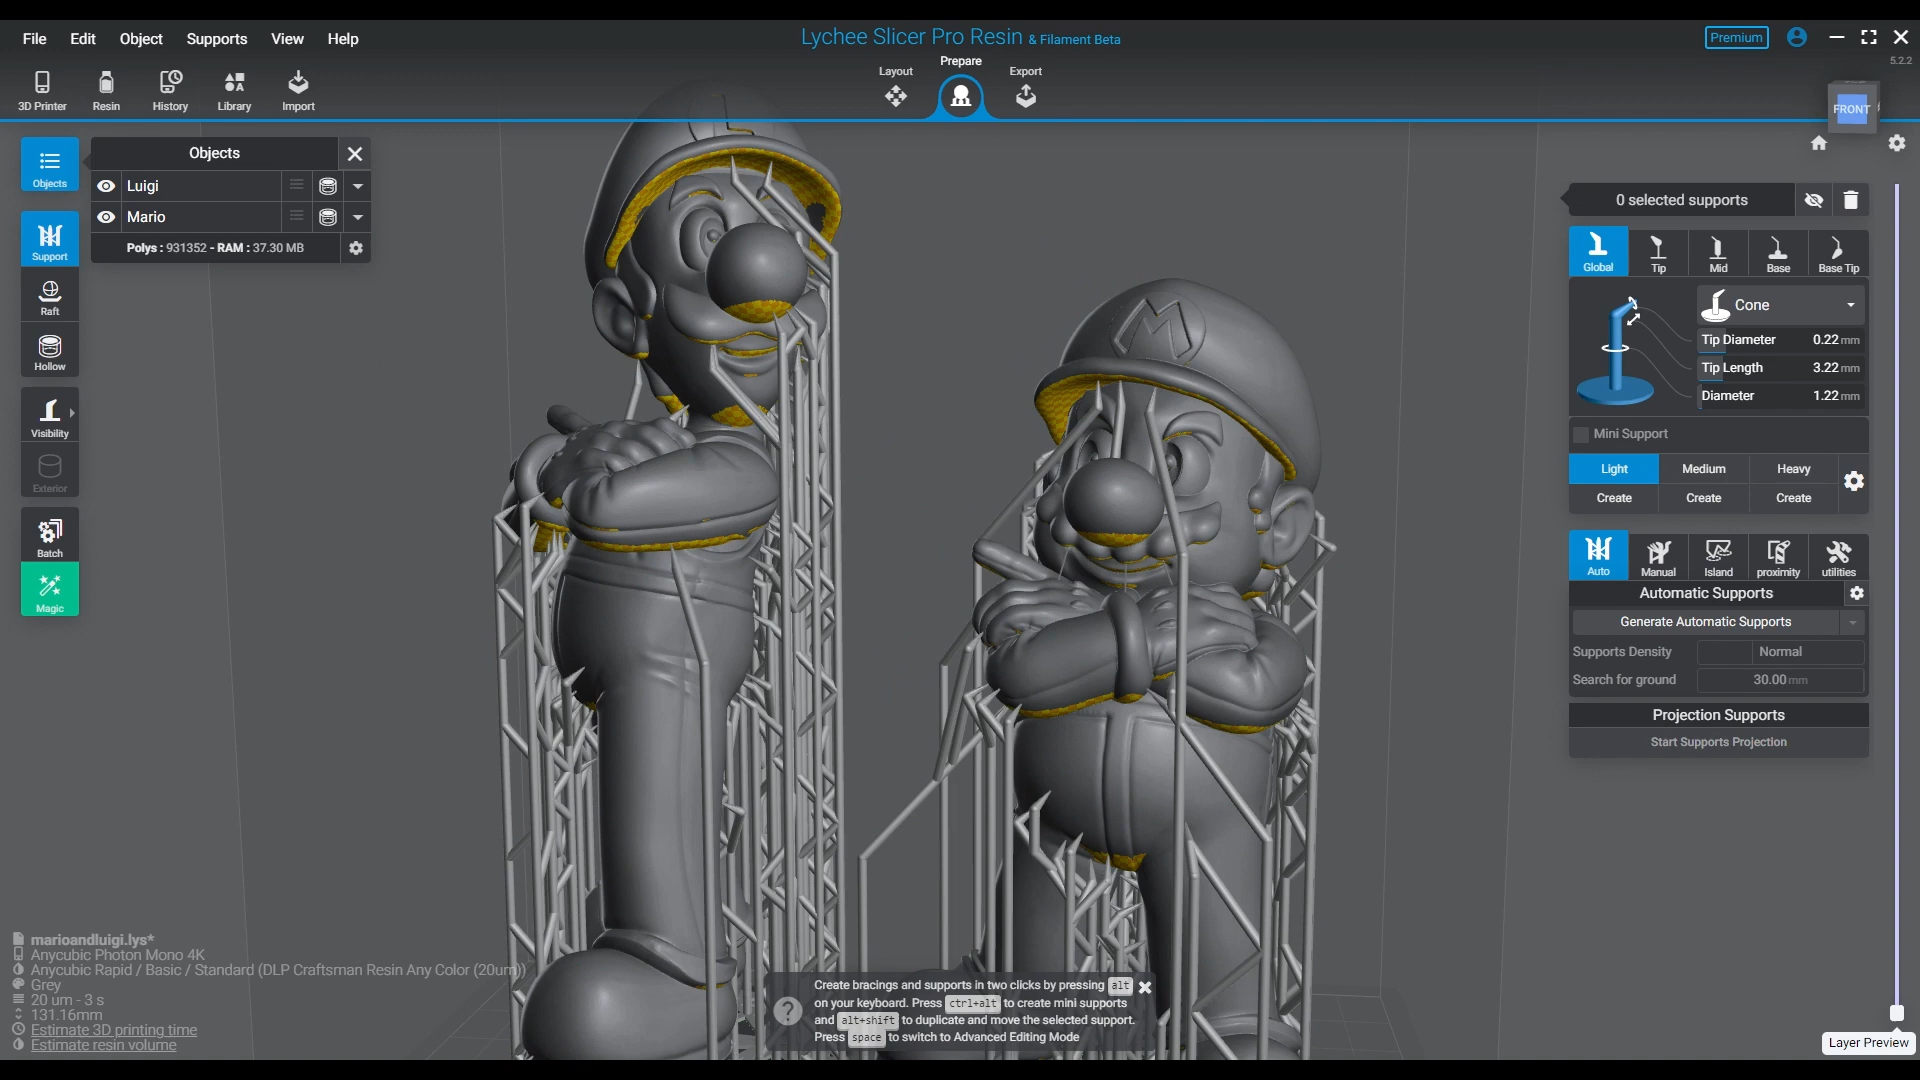 File Edit Object Supports View Help
Lychee Slicer Pro Resin & Filament Beta
Premium
5.2.2
3D Printer Resin History Library Import
Layout Prepare Export
FRONT
Objects
Objects
Luigi
Mario
Polys : 931352 - RAM : 37.30 MB
Support
Raft
Hollow
Visibility
Exterior
Batch
Magic
M
0 selected supports
Global Tip Mid Base Base Tip
Cone
Tip Diameter 0.22 mm
Tip Length 3.22 mm
Diameter 1.22 mm
Mini Support
Light Medium Heavy
Create Create Create
Auto Manual Island proximity utilities
Automatic Supports
Generate Automatic Supports
Supports Density Normal
Search for ground 30.00 mm
Projection Supports
Start Supports Projection
marioandluigi.lys*
Anycubic Photon Mono 4K
Anycubic Rapid / Basic / Standard (DLP Craftsman Resin Any Color (20um))
Grey
20 um - 3 s
131.16mm
Estimate 3D printing time
Estimate resin volume
Create bracings and supports in two clicks by pressing alt
on your keyboard. Press ctrl+alt to create mini supports
and alt+shift to duplicate and move the selected support.
Press space to switch to Advanced Editing Mode
Layer Preview